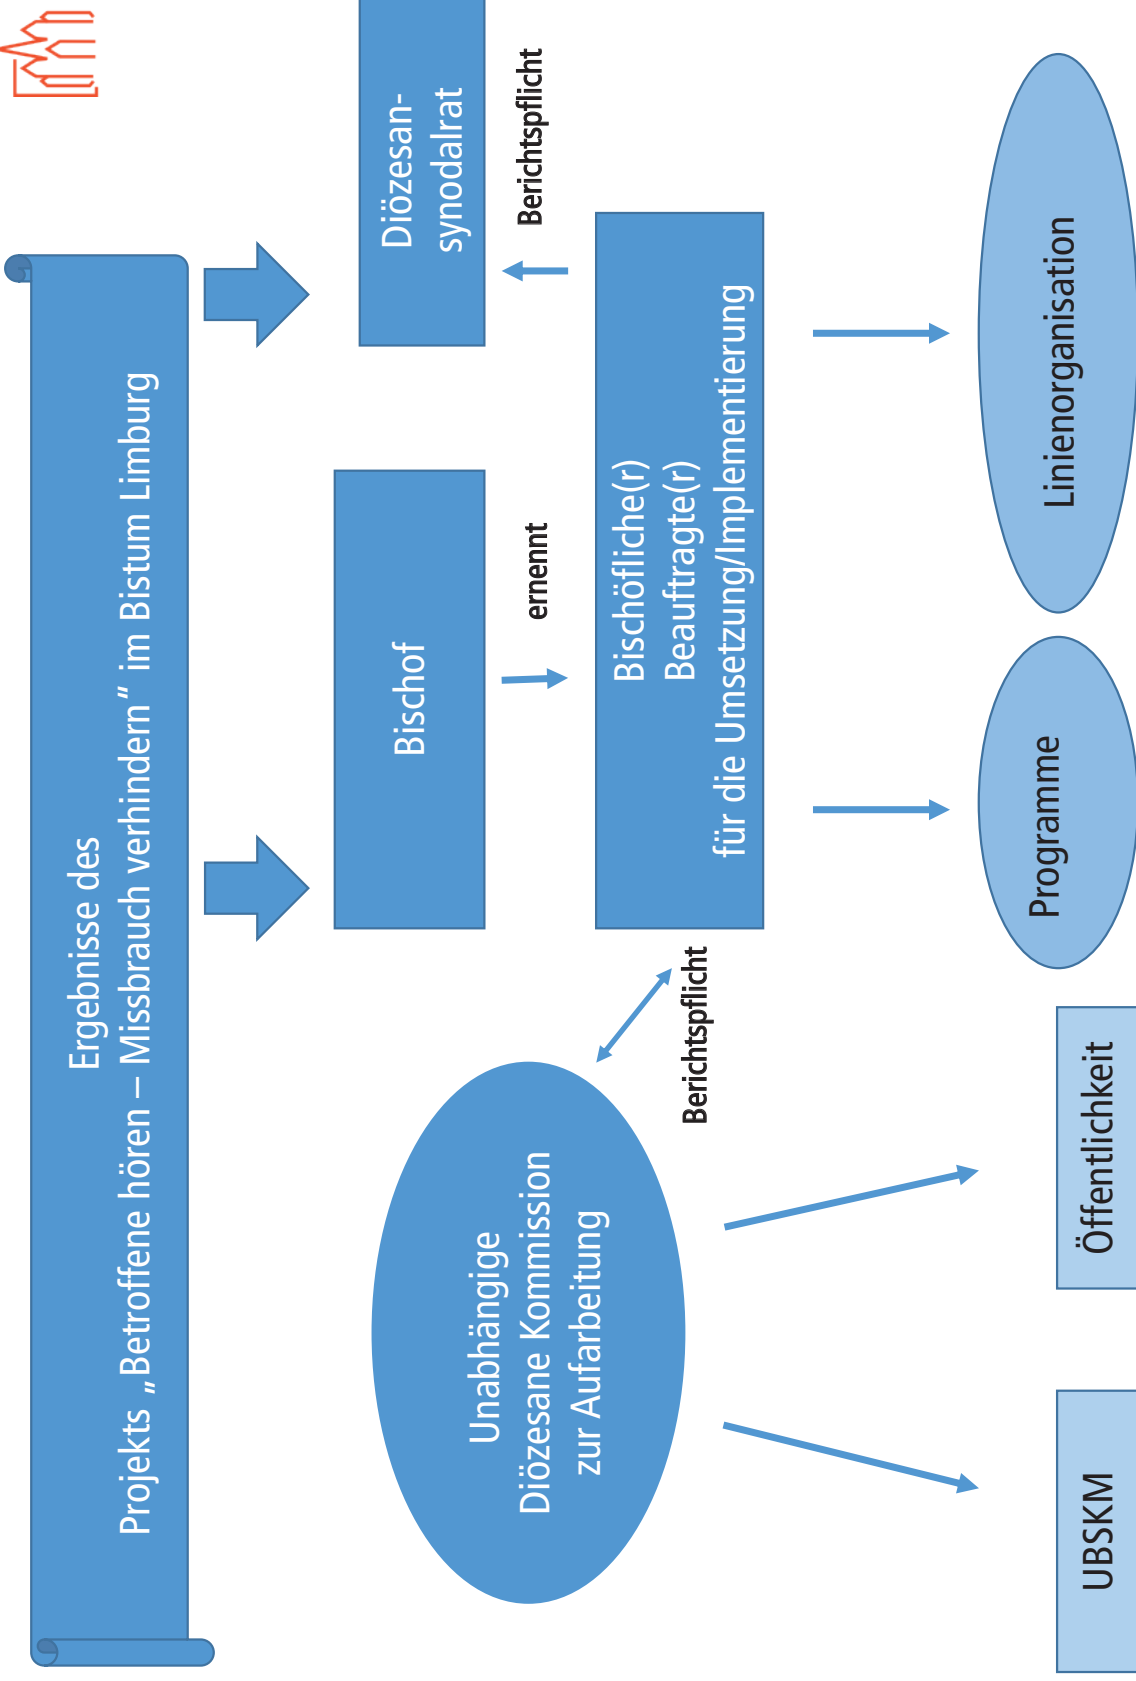 Ergebnisse des
Projekts „Betroffene hören – Missbrauch verhindern“ im Bistum Limburg
Bischof
Diözesan-
synodalrat
ernennt
Berichtspflicht
Unabhängige
Diözesane Kommission
zur Aufarbeitung
Berichtspflicht
Bischöfliche(r)
Beauftragte(r)
für die Umsetzung/Implementierung
UBSKM
Öffentlichkeit
Programme
Linienorganisation